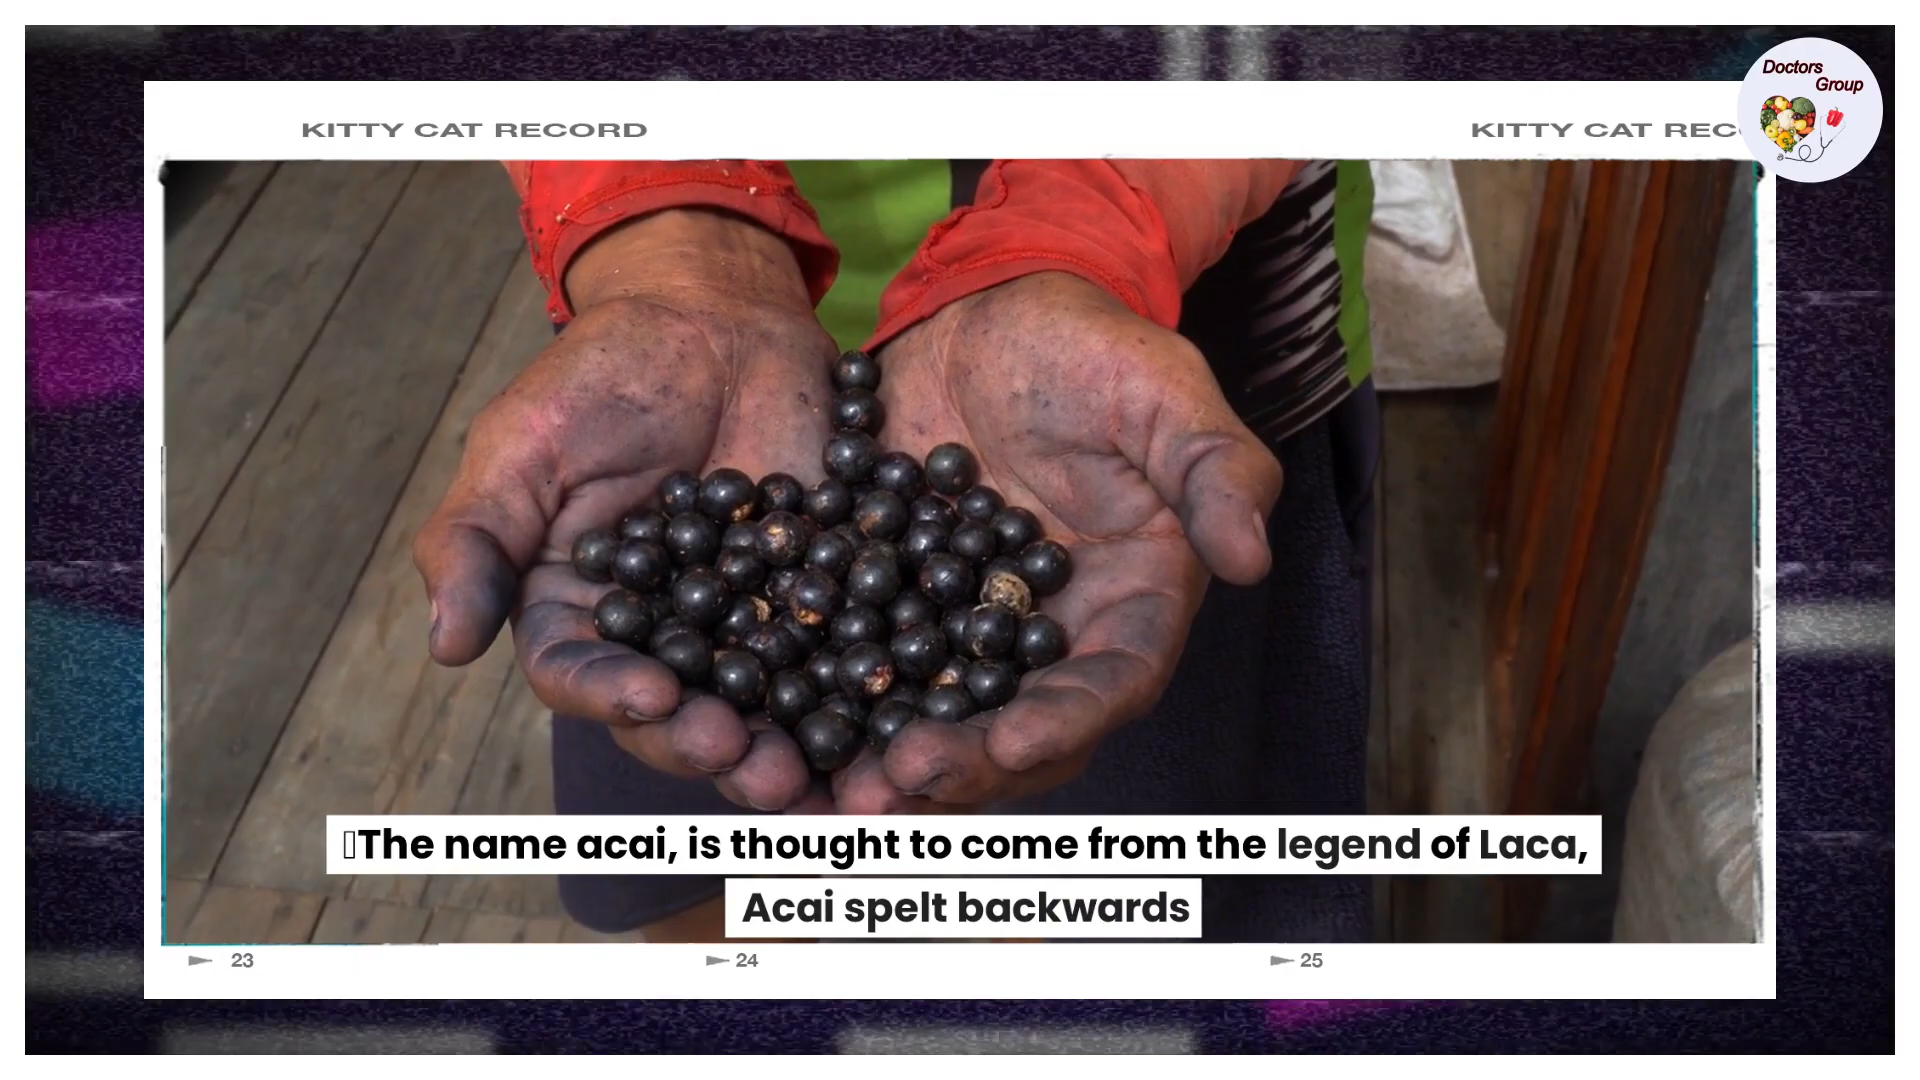 Doctors
Group
KITTY CAT RECORD
KITTY CAT REC
The name acai, is thought to come from the legend of Laca,
Acai spelt backwards
23
24
25